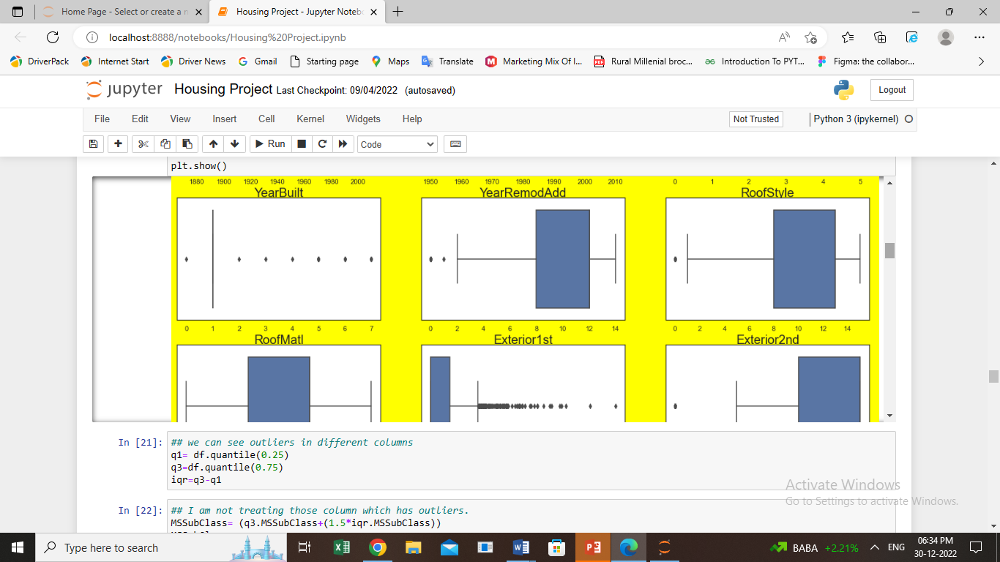 Home Page - Select or create a n
Housing Project - Jupyter Noteb
localhost:8888/notebooks/Housing%20Project.ipynb
DriverPack Internet Start Driver News Gmail Starting page Maps Translate Marketing Mix Of I... Rural Millenial broc... Introduction To PYT... Figma: the collabor...
jupyter Housing Project Last Checkpoint: 09/04/2022 (autosaved) Logout
File Edit View Insert Cell Kernel Widgets Help Not Trusted Python 3 (ipykernel)
Run Code
plt.show()
1880 1900 1920 1940 1960 1980 2000 1950 1960 1970 1980 1990 2000 2010 0 1 2 3 4 5
YearBuilt YearRemodAdd RoofStyle
0 1 2 3 4 5 6 7 0 2 4 6 8 10 12 14 0 2 4 6 8 10 12 14
RoofMatl Exterior1st Exterior2nd
In [21]: ## we can see outliers in different columns
q1= df.quantile(0.25)
q3=df.quantile(0.75)
iqr=q3-q1
Activate Windows
Go to Settings to activate Windows.
In [22]: ## I am not treating those column which has outliers.
MSSubClass= (q3.MSSubClass+(1.5*iqr.MSSubClass))
Type here to search
BABA +2.21% ENG 06:34 PM
30-12-2022